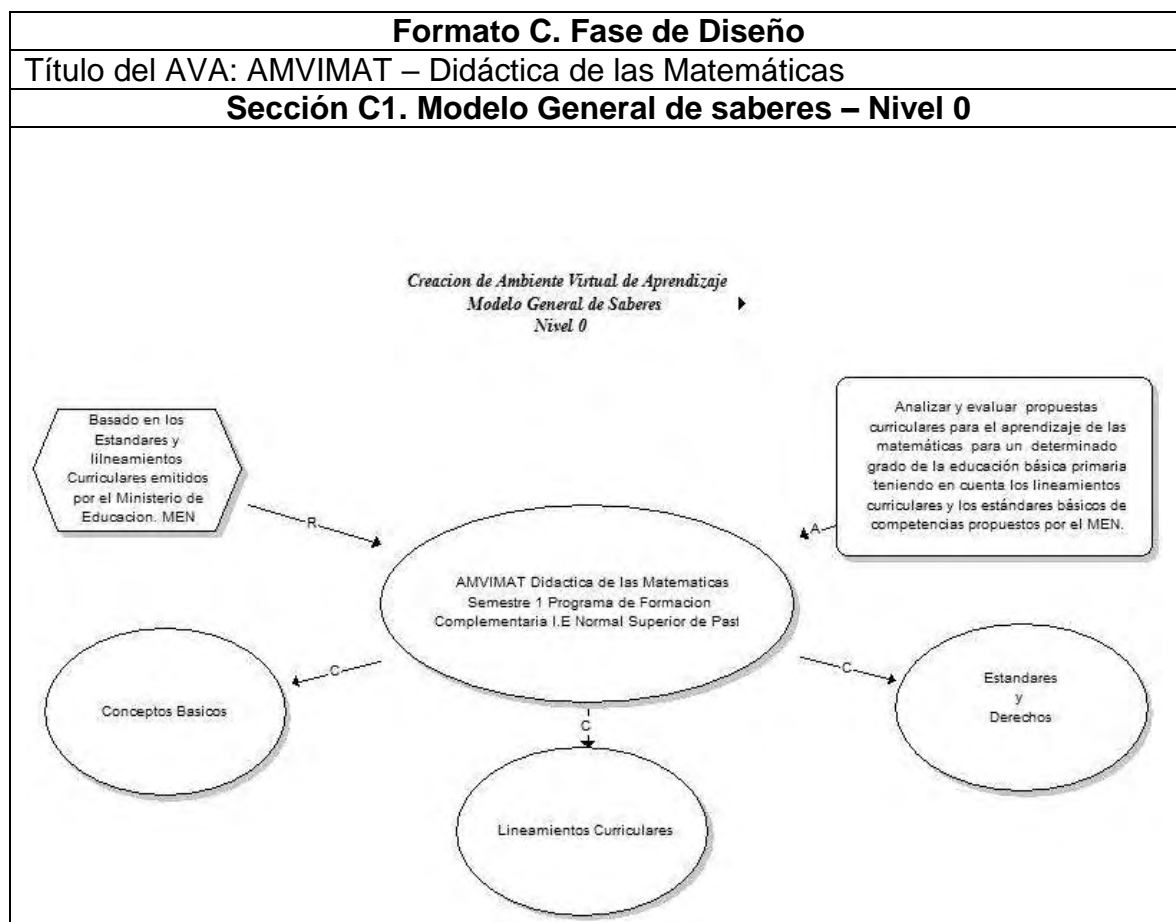 Formato C. Fase de Diseño
Título del AVA: AMVIMAT – Didáctica de las Matemáticas
Sección C1. Modelo General de saberes – Nivel 0
Creacion de Ambiente Virtual de Aprendizaje
Modelo General de Saberes
Nivel 0
Basado en los
Estandares y
lilneamientos
Curriculares emitidos
por el Ministerio de
Educacion. MEN
Analizar y evaluar propuestas
curriculares para el aprendizaje de las
matemáticas para un determinado
grado de la educación básica primaria
teniendo en cuenta los lineamientos
curriculares y los estándares básicos de
competencias propuestos por el MEN.
R
A
AMVIMAT Didactica de las Matematicas
Semestre 1 Programa de Formacion
Complementaria I.E Normal Superior de Past
C
C
C
Conceptos Basicos
Estandares
y
Derechos
Lineamientos Curriculares